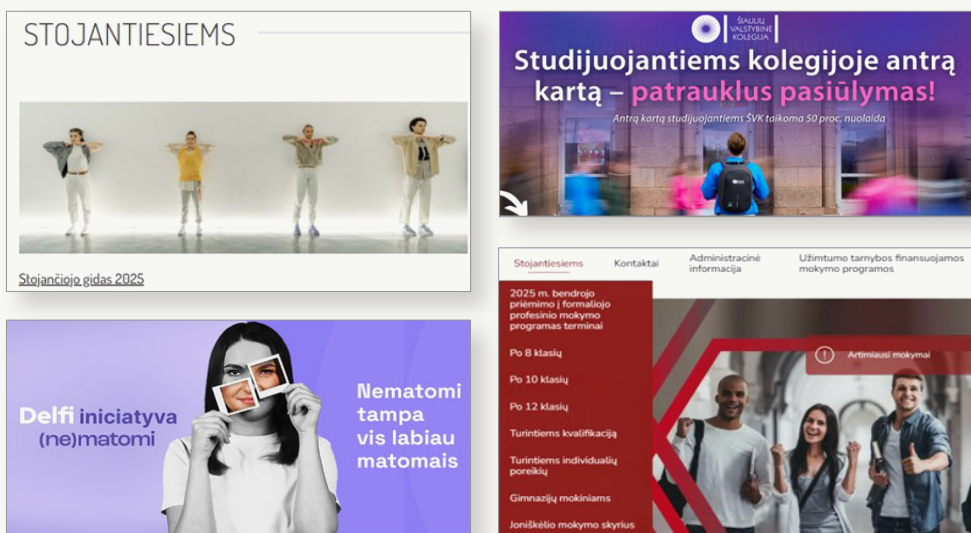 STOJANTIESIEMS
Stojančiojo gidas 2025
ŠIAULIŲ
VALSTYBINĖ
KOLEGIJA
Studijuojantiems kolegijoje antrą
kartą – patrauklus pasiūlymas!
Antrą kartą studijuojantiems ŠVK taikoma 50 proc. nuolaida
Delfi iniciatyva
(ne)matomi
Nematomi
tampa
vis labiau
matomais
Stojantiesiems
Kontaktai
Administracinė
informacija
Užimtumo tarnybos finansuojamos
mokymo programos
2025 m. bendrojo
priėmimo į formaliojo
profesinio mokymo
programas terminai
Po 8 klasių
Po 10 klasių
Po 12 klasių
Turintiems kvalifikaciją
Turintiems individualių
poreikių
Gimnazijų mokiniams
Joniškėlio mokymo skyrius
Artimiausi mokymai